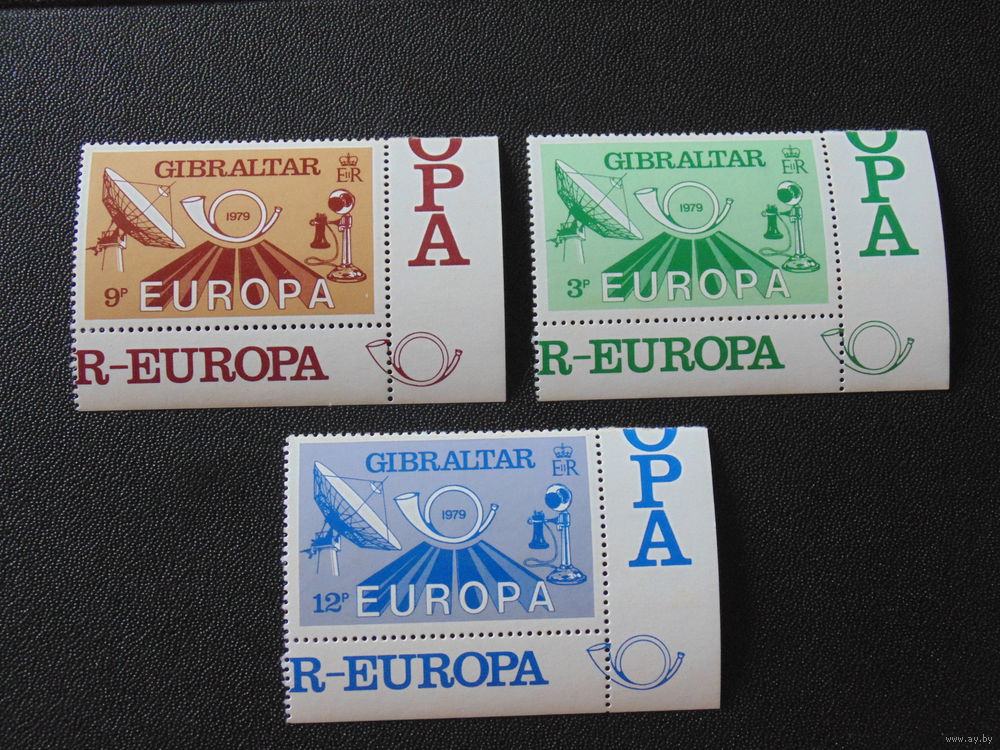 GIBRALTAR
EIIR
1979
9P EUROPA
OPA
R-EUROPA
GIBRALTAR
EIIR
1979
3P EUROPA
OPA
R-EUROPA
GIBRALTAR
EIIR
1979
12P EUROPA
OPA
R-EUROPA
www.ay.by